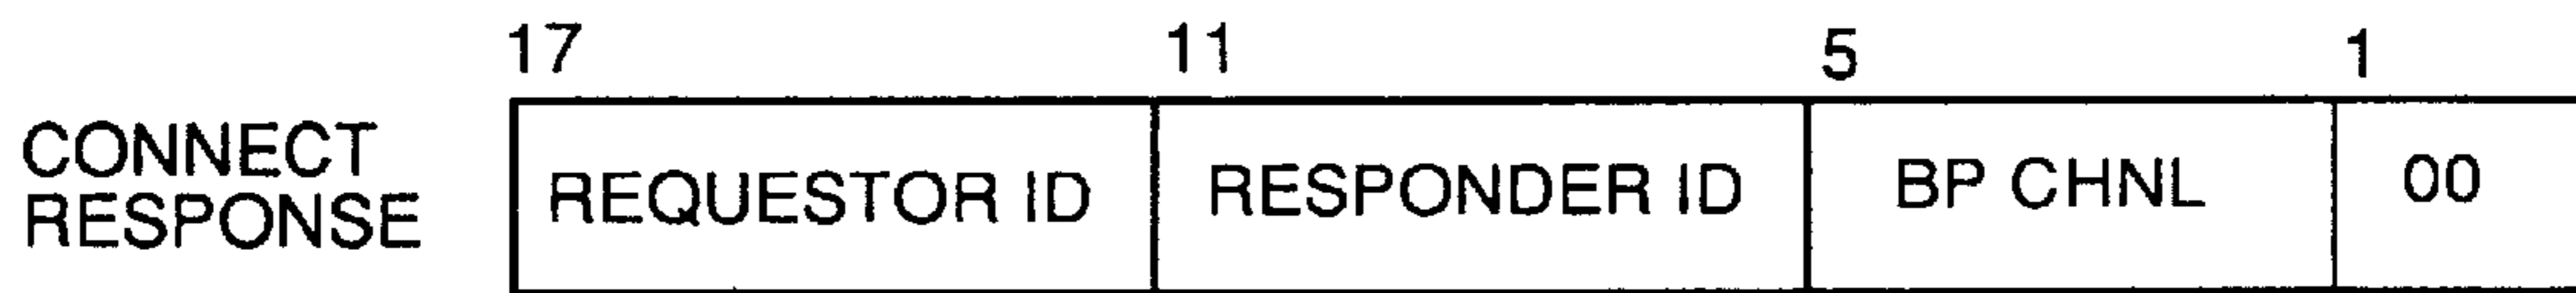 17 11 5 1
CONNECT
RESPONSE
REQUESTOR ID RESPONDER ID BP CHNL 00